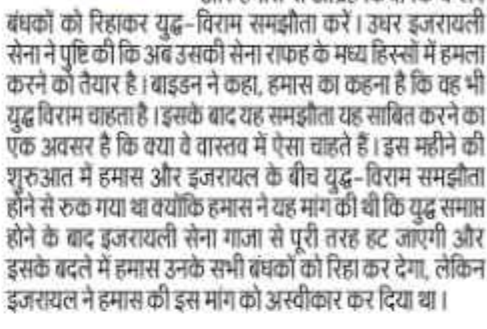 बंधकों को रिहाकर युद्ध-विराम समझौता करें। उधर इजरायली
सेना ने पुष्टि की कि अब उसकी सेना राफह के मध्य हिस्सों में हमला
करने को तैयार है। बाइडन ने कहा, हमास का कहना है कि वह भी
युद्ध विराम चाहता है। इसके बाद यह समझौता यह साबित करने का
एक अवसर है कि क्या वे वास्तव में ऐसा चाहते हैं। इस महीने की
शुरुआत में हमास और इजरायल के बीच युद्ध-विराम समझौता
होने से रुक गया था क्योंकि हमास ने यह मांग की थी कि युद्ध समाप्त
होने के बाद इजरायली सेना गाजा से पूरी तरह हट जाएगी और
इसके बदले में हमास उनके सभी बंधकों को रिहा कर देगा, लेकिन
इजरायल ने हमास की इस मांग को अस्वीकार कर दिया था।